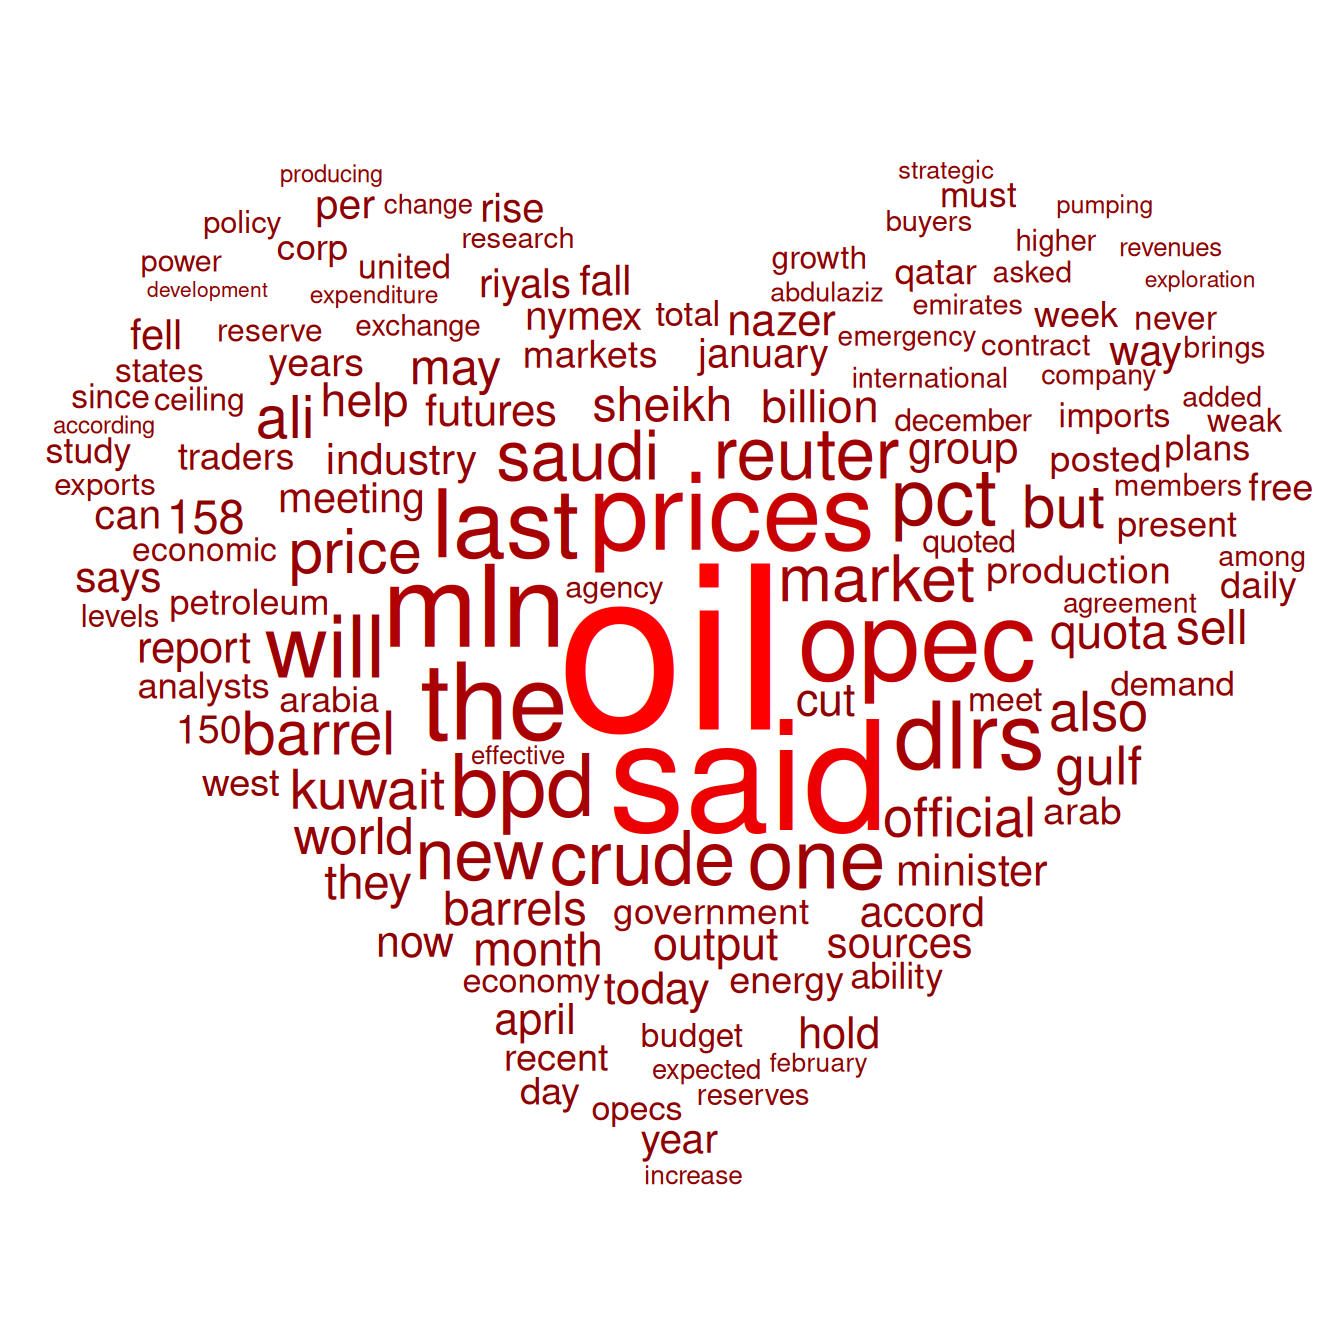 producing
strategic
per change rise
must
pumping
policy
buyers
corp
research
higher
revenues
power
united
growth
qatar asked
exploration
development
expenditure
riyals fall
abdulaziz
emirates
fell
reserve
exchange
nymex total nazer
emergency
week never
years
may
markets
january
contract
way brings
states
international
company
since ceiling
ali help
futures
sheikh
billion
december
imports
added
weak
according
study
traders
industry
saudi
reuter
group
posted plans
exports
meeting
last prices
pct but
members free
can 158
quoted
present
economic
price
mln agency
market
production
among
says
daily
levels
petroleum
will
oil
opec
agreement
quota sell
report
analysts
arabia
the
cut
meet
demand
150 barrel
effective
dlrs also
west
kuwait bpd
said
gulf
official arab
world
new crude one
minister
they
barrels government
accord
now month
output
sources
economy today energy ability
april
budget
hold
recent
expected february
day
opecs
reserves
year
increase